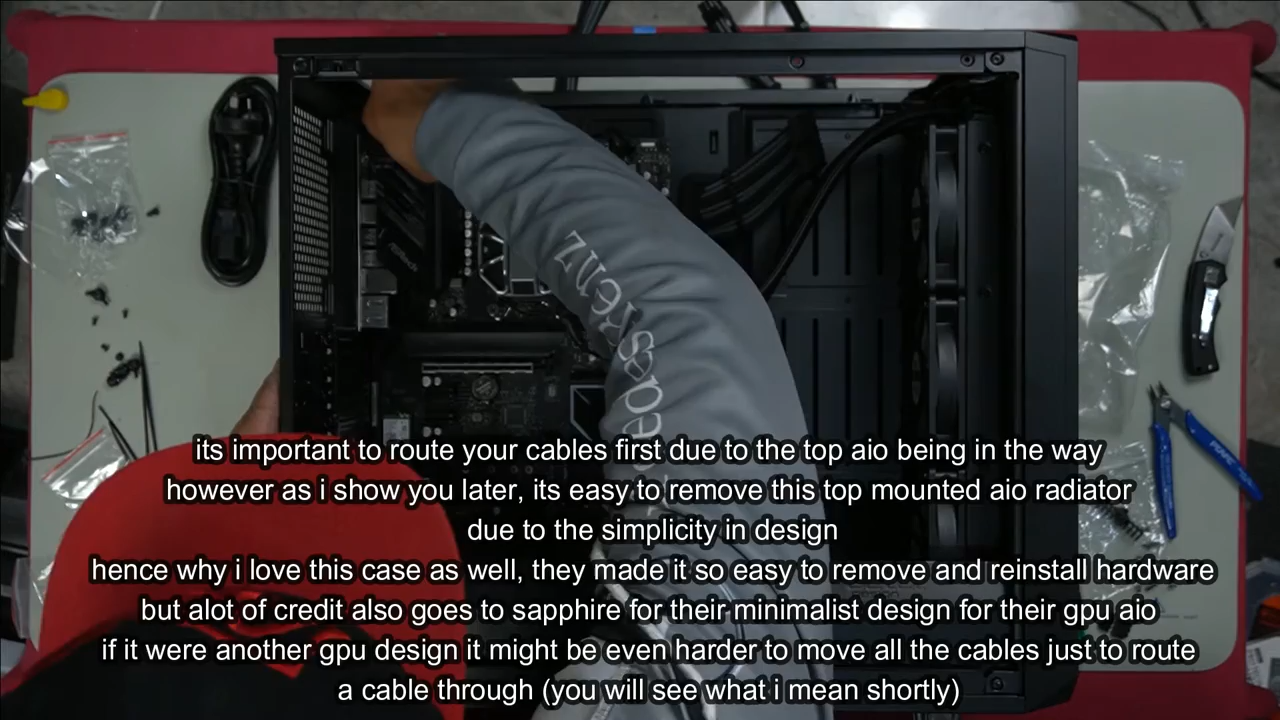 its important to route your cables first due to the top aio being in the way
however as i show you later, its easy to remove this top mounted aio radiator
due to the simplicity in design
hence why i love this case as well, they made it so easy to remove and reinstall hardware
but alot of credit also goes to sapphire for their minimalist design for their gpu aio
if it were another gpu design it might be even harder to move all the cables just to route
a cable through (you will see what i mean shortly)